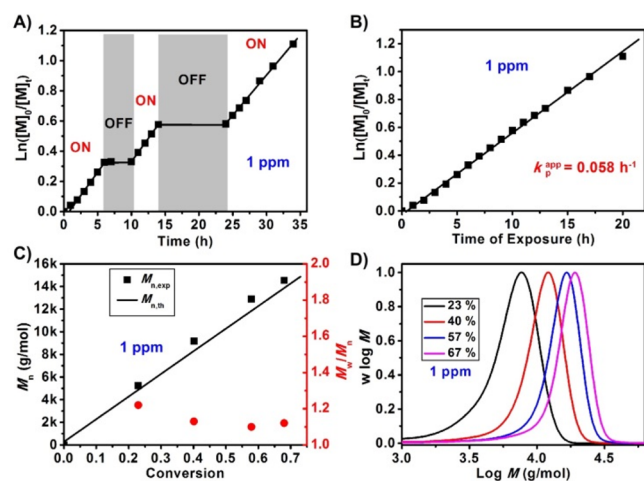 A)
1.2
1.0
0.8
0.6
0.4
0.2
0.0
Ln([M]0/[M]t)
ON
OFF
ON
OFF
ON
1 ppm
0 5 10 15 20 25 30 35
Time (h)
B)
1.2
1.0
0.8
0.6
0.4
0.2
0.0
Ln([M]0/[M]t)
1 ppm
kp^app = 0.058 h^-1
0 5 10 15 20
Time of Exposure (h)
C)
16k
14k
12k
10k
8k
6k
4k
2k
0
Mn (g/mol)
Mn,exp
Mn,th
1 ppm
2.0
1.8
1.6
1.4
1.2
1.1
1.0
Mw/Mn
0.0 0.1 0.2 0.3 0.4 0.5 0.6 0.7
Conversion
D)
1.0
0.8
0.6
0.4
0.2
0.0
w log M
23 %
40 %
57 %
67 %
1 ppm
3.0 3.5 4.0 4.5
Log M (g/mol)